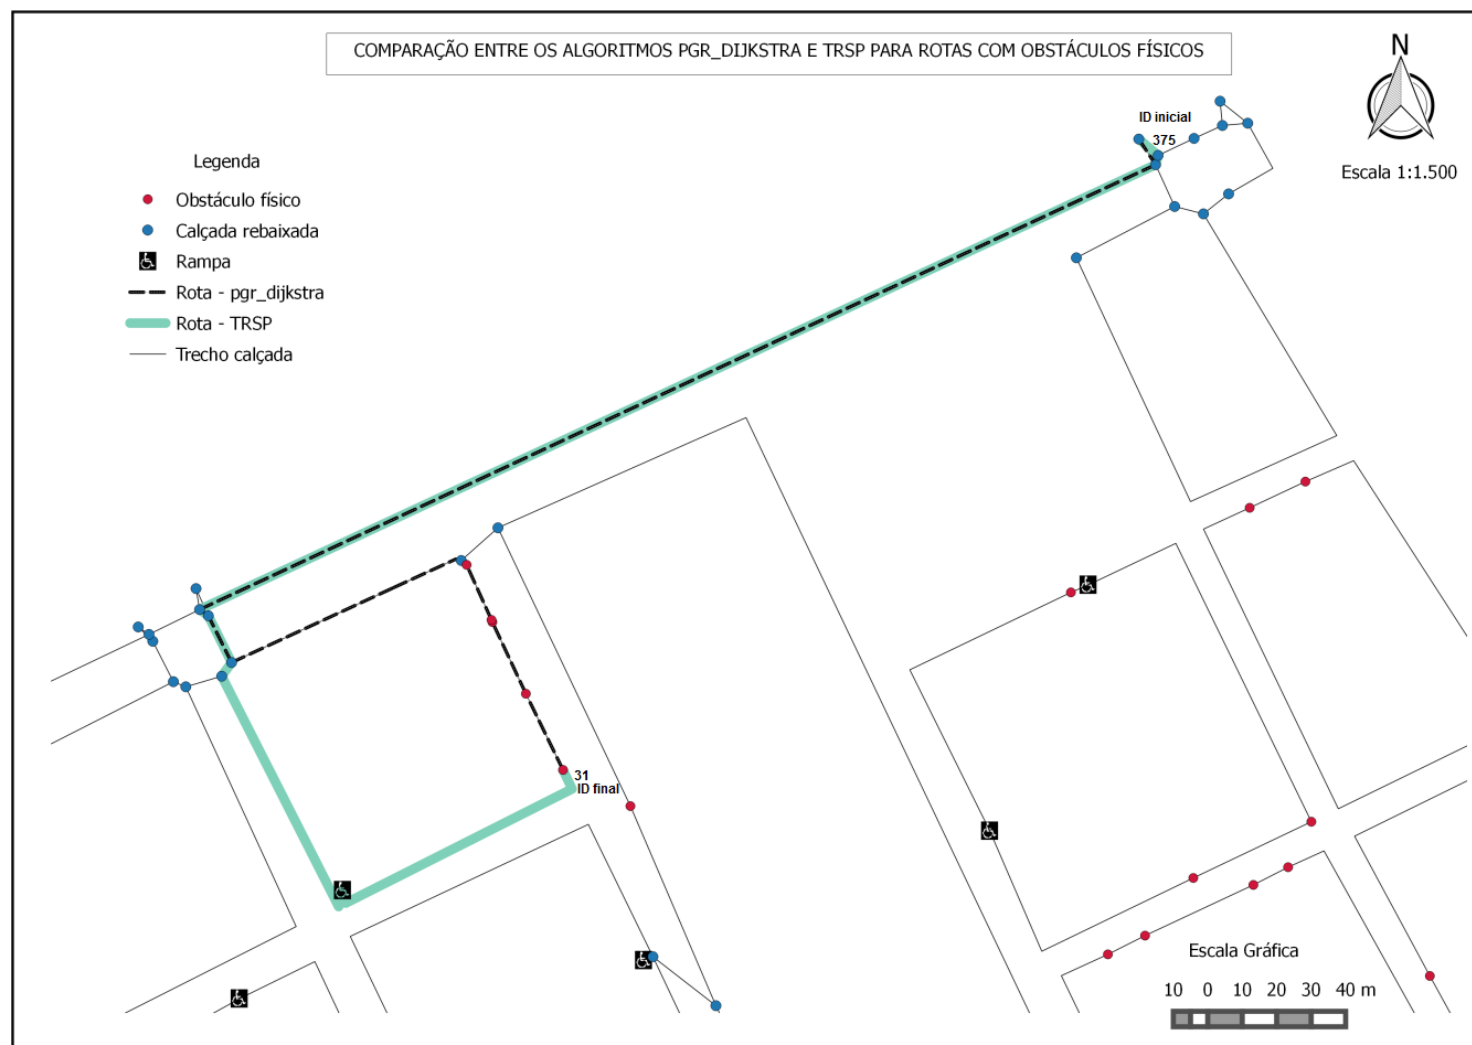 COMPARAÇÃO ENTRE OS ALGORITMOS PGR_DIJKSTRA E TRSP PARA ROTAS COM OBSTÁCULOS FÍSICOS
N
Escala 1:1.500
ID inicial
375
Legenda
Obstáculo físico
Calçada rebaixada
Rampa
Rota - pgr_dijkstra
Rota - TRSP
Trecho calçada
31
ID final
Escala Gráfica
10 0 10 20 30 40 m